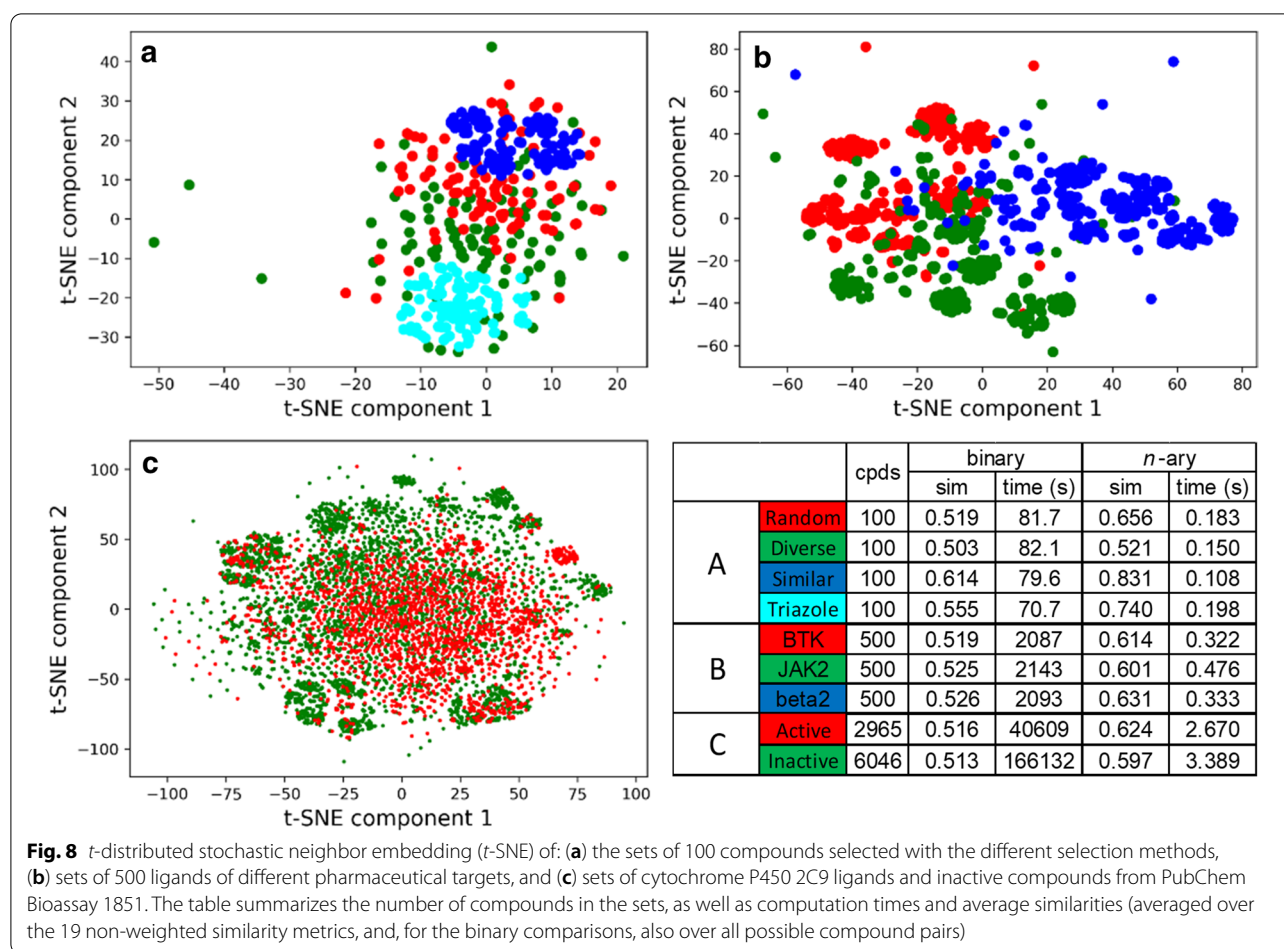 a
t-SNE component 2
40
30
20
10
0
−10
−20
−30
−50 −40 −30 −20 −10 0 10 20
t-SNE component 1
b
t-SNE component 2
80
60
40
20
0
−20
−40
−60
−60 −40 −20 0 20 40 60 80
t-SNE component 1
c
t-SNE component 2
100
50
0
−50
−100
−100 −75 −50 −25 0 25 50 75 100
t-SNE component 1
cpds binary n-ary
sim time (s) sim time (s)
A
Random 100 0.519 81.7 0.656 0.183
Diverse 100 0.503 82.1 0.521 0.150
Similar 100 0.614 79.6 0.831 0.108
Triazole 100 0.555 70.7 0.740 0.198
B
BTK 500 0.519 2087 0.614 0.322
JAK2 500 0.525 2143 0.601 0.476
beta2 500 0.526 2093 0.631 0.333
C
Active 2965 0.516 40609 0.624 2.670
Inactive 6046 0.513 166132 0.597 3.389
Fig. 8 t-distributed stochastic neighbor embedding (t-SNE) of: (a) the sets of 100 compounds selected with the different selection methods,
(b) sets of 500 ligands of different pharmaceutical targets, and (c) sets of cytochrome P450 2C9 ligands and inactive compounds from PubChem
Bioassay 1851. The table summarizes the number of compounds in the sets, as well as computation times and average similarities (averaged over
the 19 non-weighted similarity metrics, and, for the binary comparisons, also over all possible compound pairs)